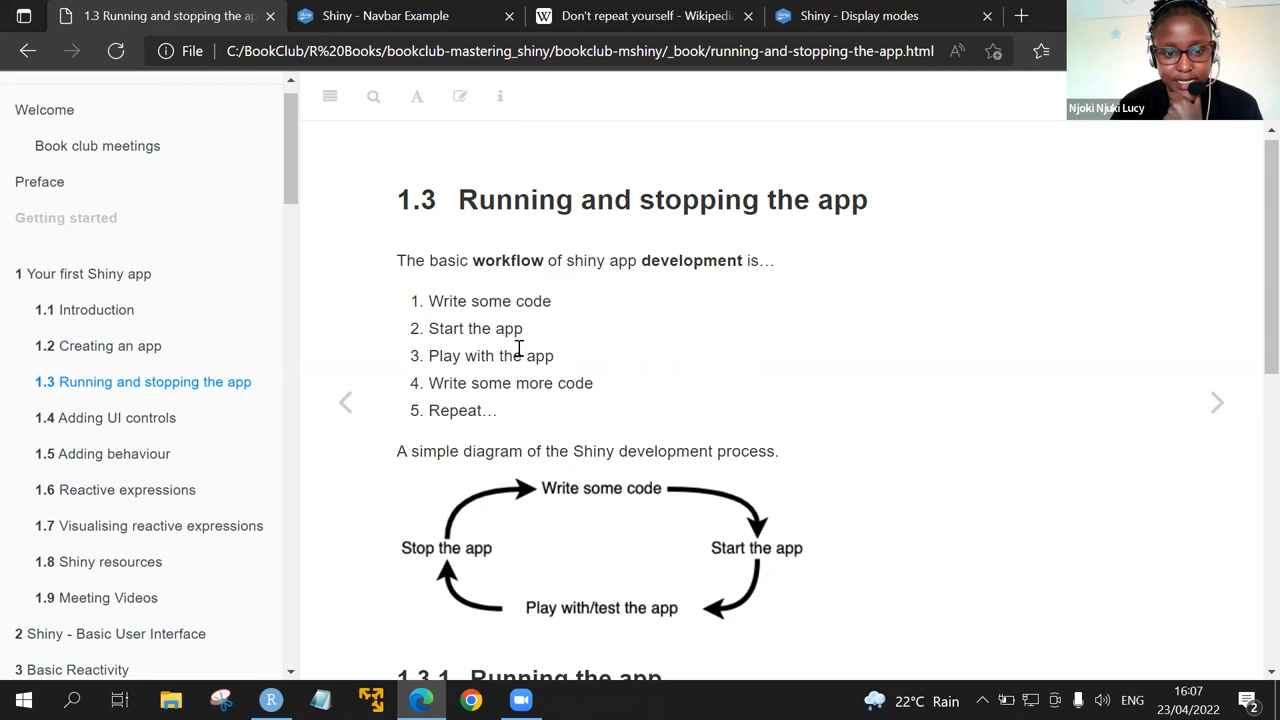 1.3 Running and stopping the ap
Shiny - Navbar Example
Don't repeat yourself - Wikipedi
Shiny - Display modes
File
C:/BookClub/R%20Books/bookclub-mastering_shiny/bookclub-mshiny/_book/running-and-stopping-the-app.html
Njoki Njuki Lucy
Welcome
Book club meetings
Preface
Getting started
1 Your first Shiny app
1.1 Introduction
1.2 Creating an app
1.3 Running and stopping the app
1.4 Adding UI controls
1.5 Adding behaviour
1.6 Reactive expressions
1.7 Visualising reactive expressions
1.8 Shiny resources
1.9 Meeting Videos
2 Shiny - Basic User Interface
3 Basic Reactivity
1.3 Running and stopping the app
The basic workflow of shiny app development is…
1. Write some code
2. Start the app
3. Play with the app
4. Write some more code
5. Repeat…
A simple diagram of the Shiny development process.
Write some code
Stop the app
Start the app
Play with/test the app
1.3.1 Running the app
22°C Rain
ENG
16:07
23/04/2022
2